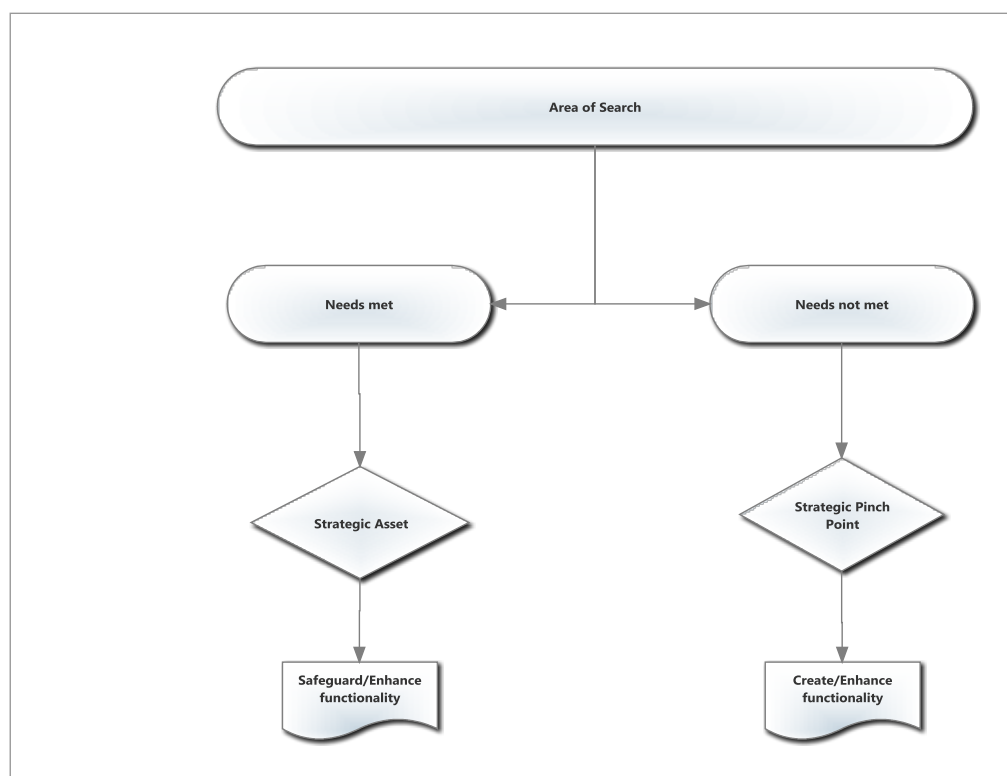 Area of Search
Needs met
Needs not met
Strategic Asset
Strategic Pinch
Point
Safeguard/Enhance
functionality
Create/Enhance
functionality